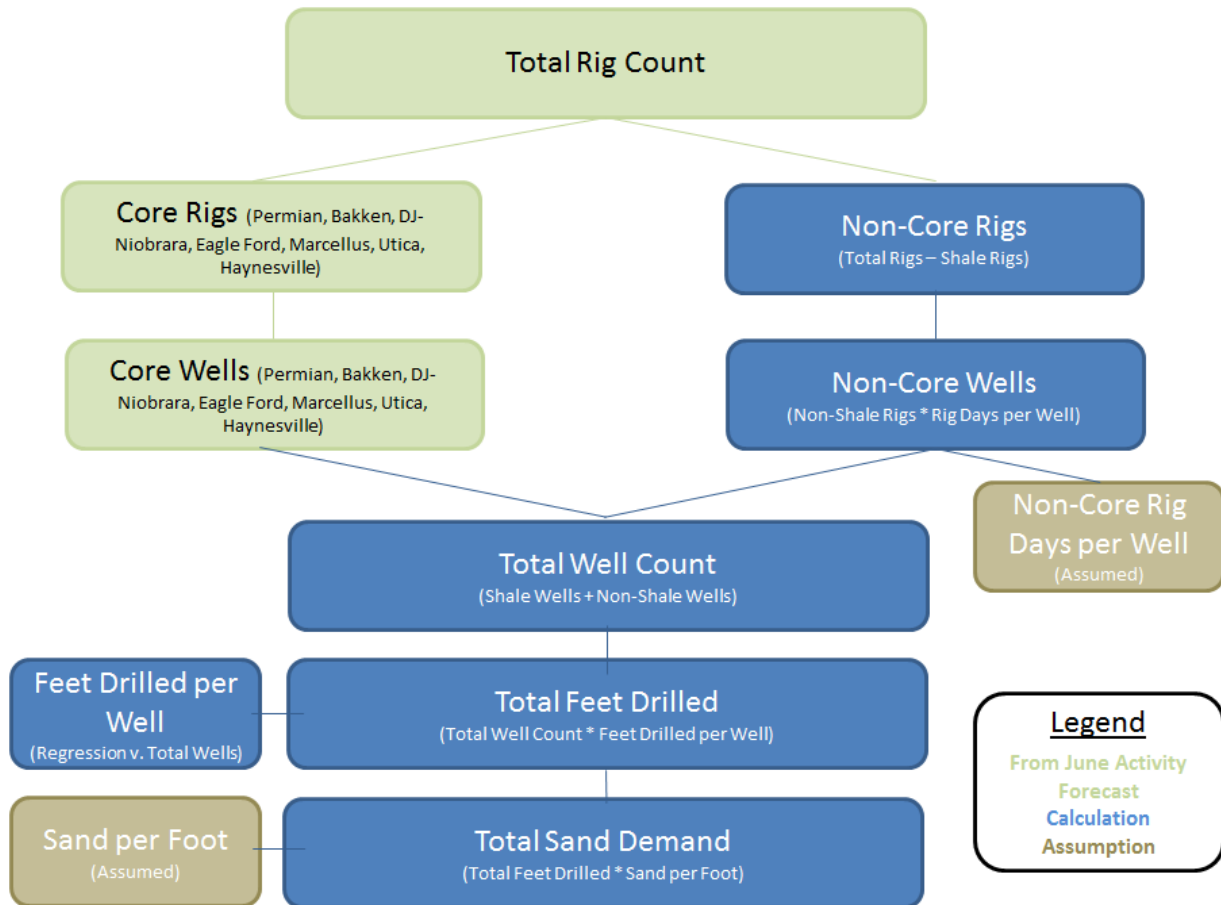 Total Rig Count
Core Rigs (Permian, Bakken, DJ-
Niobrara, Eagle Ford, Marcellus, Utica,
Haynesville)
Non-Core Rigs
(Total Rigs – Shale Rigs)
Core Wells (Permian, Bakken, DJ-
Niobrara, Eagle Ford, Marcellus, Utica,
Haynesville)
Non-Core Wells
(Non-Shale Rigs * Rig Days per Well)
Non-Core Rig
Days per Well
(Assumed)
Total Well Count
(Shale Wells + Non-Shale Wells)
Feet Drilled per
Well
(Regression v. Total Wells)
Total Feet Drilled
(Total Well Count * Feet Drilled per Well)
Sand per Foot
(Assumed)
Total Sand Demand
(Total Feet Drilled * Sand per Foot)
Legend
From June Activity
Forecast
Calculation
Assumption